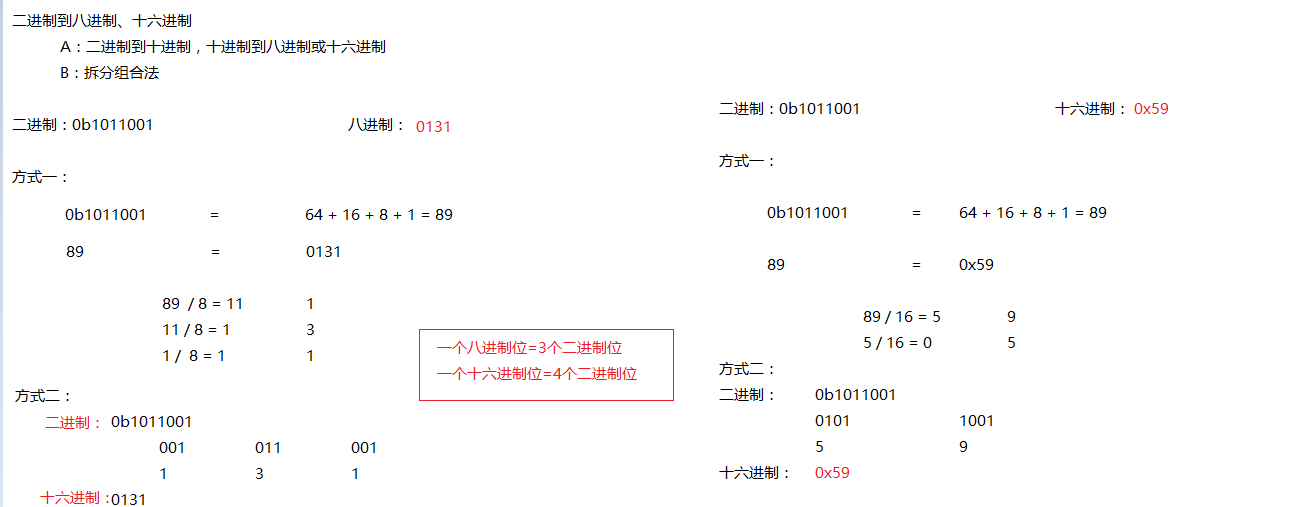 二进制到八进制、十六进制
A：二进制到十进制，十进制到八进制或十六进制
B：拆分组合法
二进制：0b1011001 八进制： 0131
方式一：
0b1011001 = 64 + 16 + 8 + 1 = 89
89 = 0131
89 / 8 = 11 1
11 / 8 = 1 3
1 / 8 = 1 1
一个八进制位=3个二进制位
一个十六进制位=4个二进制位
方式二：
二进制： 0b1011001
001 011 001
1 3 1
十六进制：0131
二进制：0b1011001 十六进制： 0x59
方式一：
0b1011001 = 64 + 16 + 8 + 1 = 89
89 = 0x59
89 / 16 = 5 9
5 / 16 = 0 5
方式二：
二进制： 0b1011001
0101 1001
5 9
十六进制： 0x59